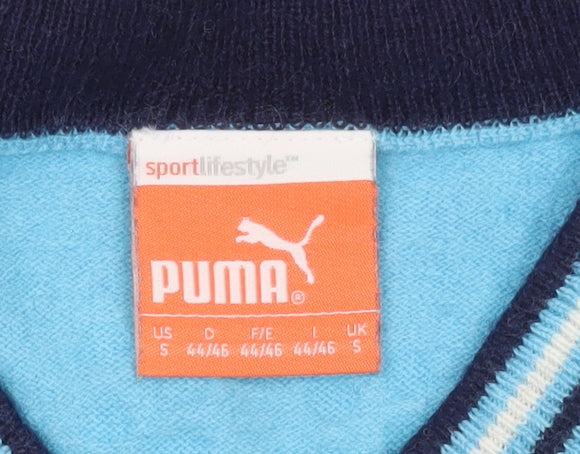 sportlifestyle™
PUMA®
US D F/E I UK
S 44/46 44/46 44/46 S